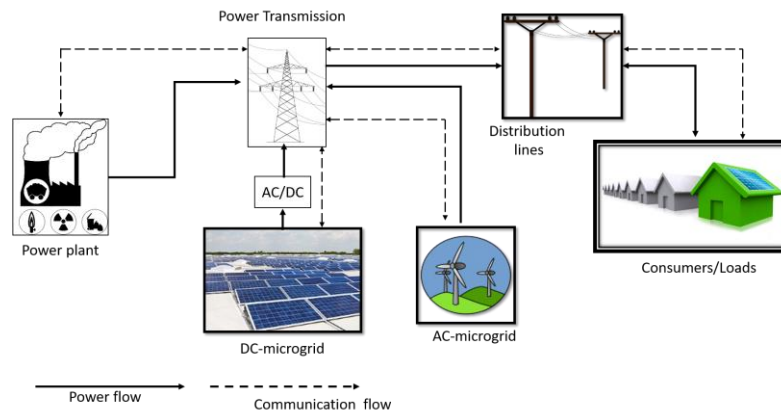 Power Transmission
Distribution
lines
AC/DC
Power plant
Consumers/Loads
DC-microgrid
AC-microgrid
Power flow
Communication flow